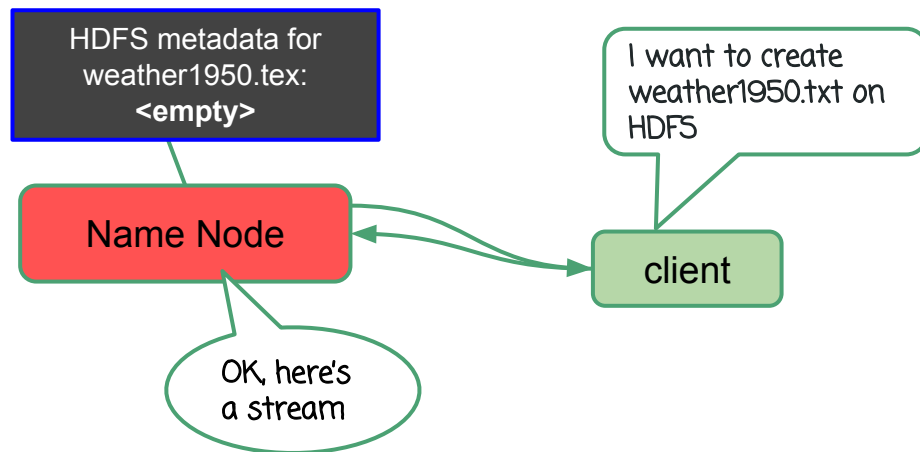 HDFS metadata for
weather1950.tex:
<empty>
I want to create
weather1950.txt on
HDFS
Name Node
client
OK, here's
a stream